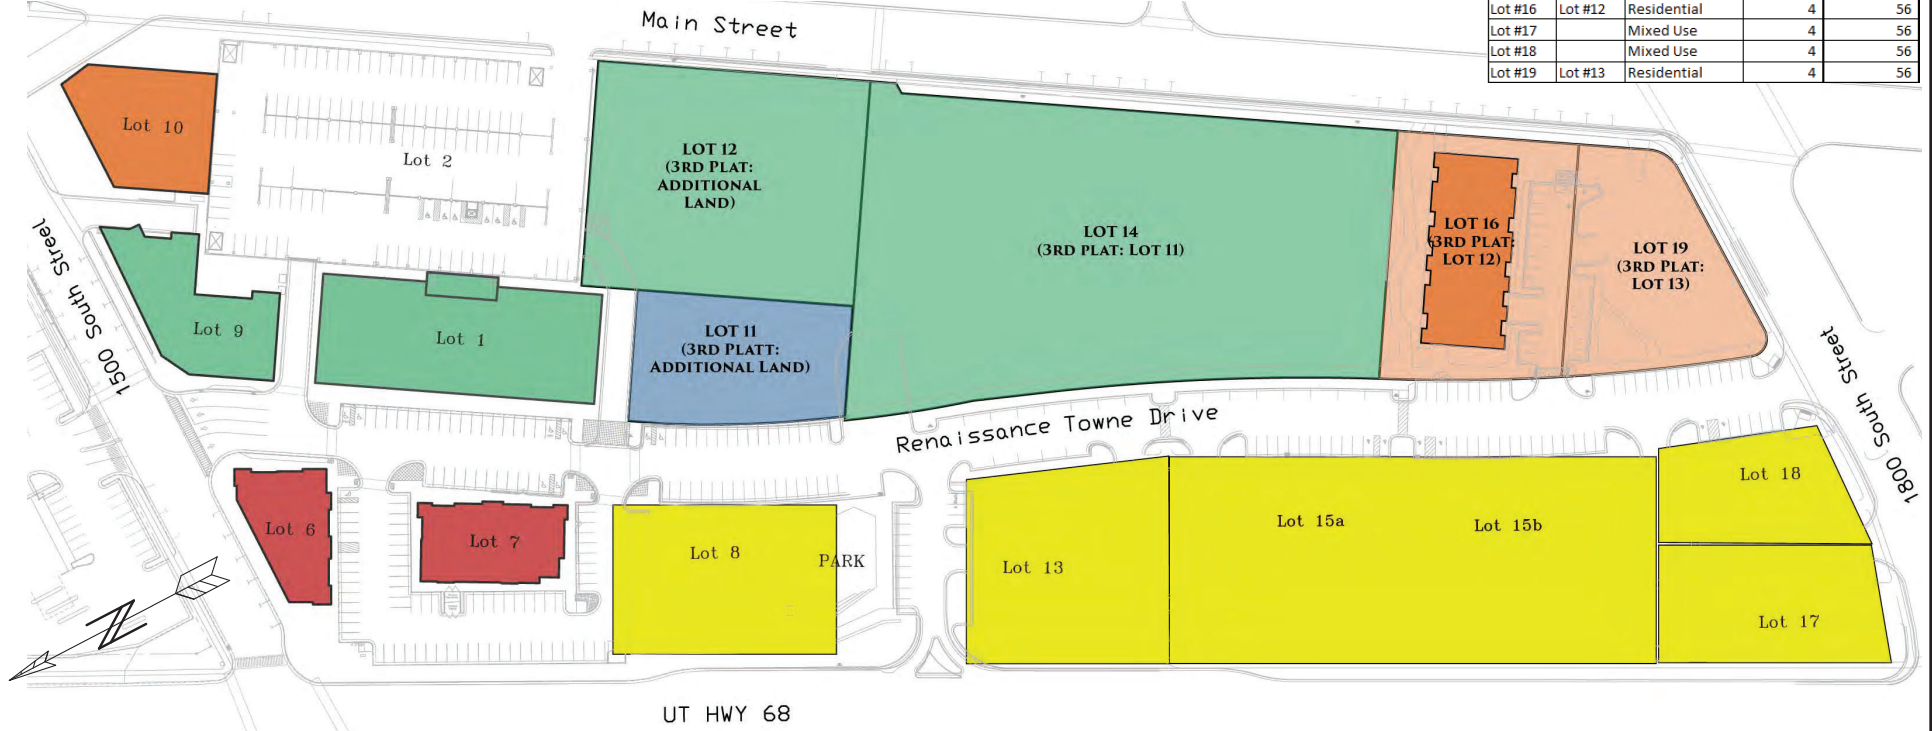 Main Street
Lot #16 Lot #12 Residential 4 56
Lot #17 Mixed Use 4 56
Lot #18 Mixed Use 4 56
Lot #19 Lot #13 Residential 4 56
Lot 10
Lot 2
LOT 12
(3RD PLAT:
ADDITIONAL
LAND)
LOT 14
(3RD PLAT: LOT 11)
LOT 16
(3RD PLAT:
LOT 12)
LOT 19
(3RD PLAT:
LOT 13)
1500 South Street
Lot 9
Lot 1
LOT 11
(3RD PLATT:
ADDITIONAL LAND)
1800 South Street
Renaissance Towne Drive
Lot 6
Lot 7
Lot 8
PARK
Lot 13
Lot 15a
Lot 15b
Lot 18
Lot 17
N
UT HWY 68